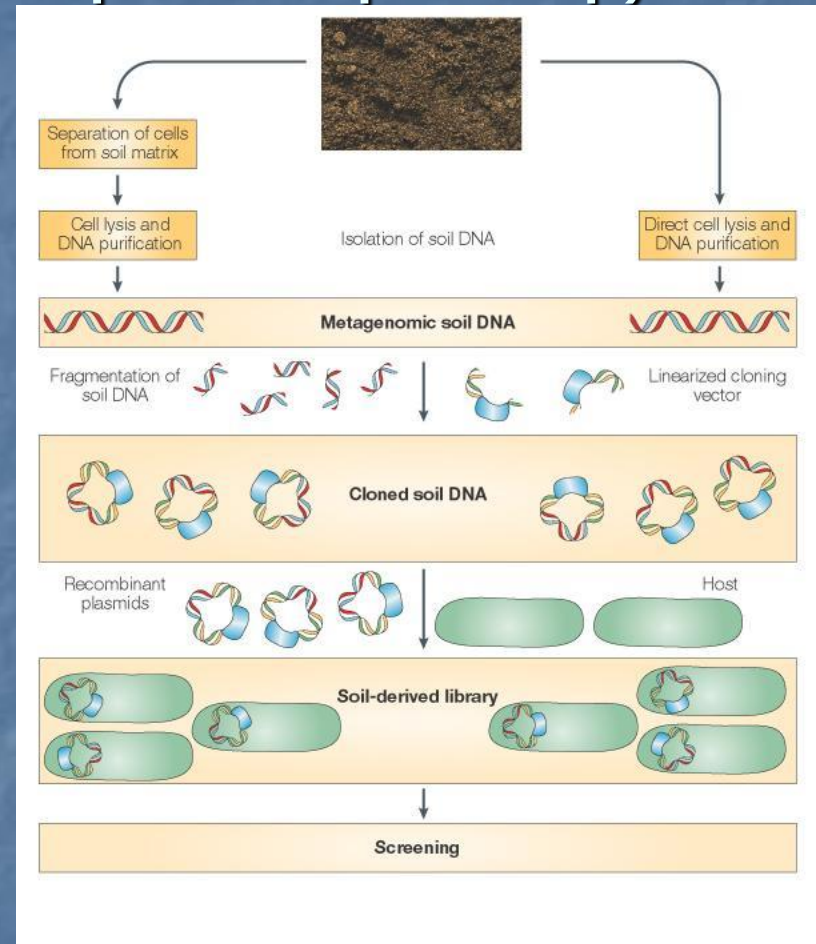 Separation of cells
from soil matrix
Cell lysis and
DNA purification
Isolation of soil DNA
Direct cell lysis and
DNA purification
Metagenomic soil DNA
Fragmentation of
soil DNA
Linearized cloning
vector
Cloned soil DNA
Recombinant
plasmids
Host
Soil-derived library
Screening